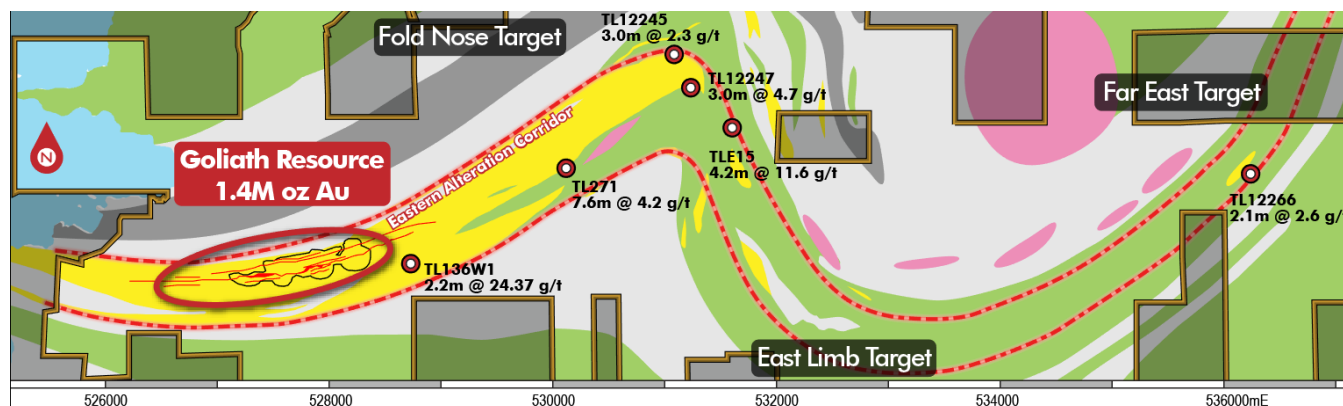 TL12245
3.0m @ 2.3 g/t
Fold Nose Target
TL12247
3.0m @ 4.7 g/t
Far East Target
N
Goliath Resource
1.4M oz Au
Eastern Alteration Corridor
TLE15
4.2m @ 11.6 g/t
TL271
7.6m @ 4.2 g/t
TL12266
2.1m @ 2.6 g/
TL136W1
2.2m @ 24.37 g/t
East Limb Target
526000
528000
530000
532000
534000
536000mE